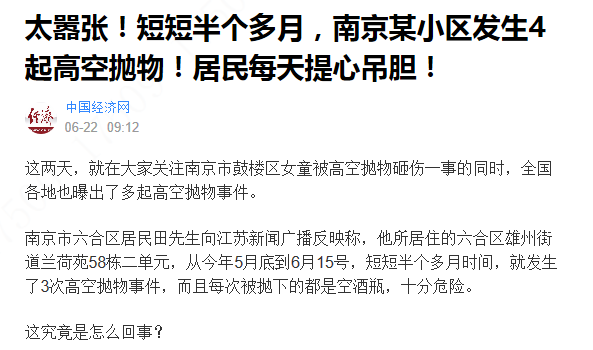 太嚣张！短短半个多月，南京某小区发生4
起高空抛物！居民每天提心吊胆！
中国经济网
06-22 09:12
这两天，就在大家关注南京市鼓楼区女童被高空抛物砸伤一事的同时，全国
各地也曝出了多起高空抛物事件。
南京市六合区居民田先生向江苏新闻广播反映称，他所居住的六合区雄州街
道兰荷苑58栋二单元，从今年5月底到6月15号，短短半个多月时间，就发生
了3次高空抛物事件，而且每次被抛下的都是空酒瓶，十分危险。
这究竟是怎么回事？